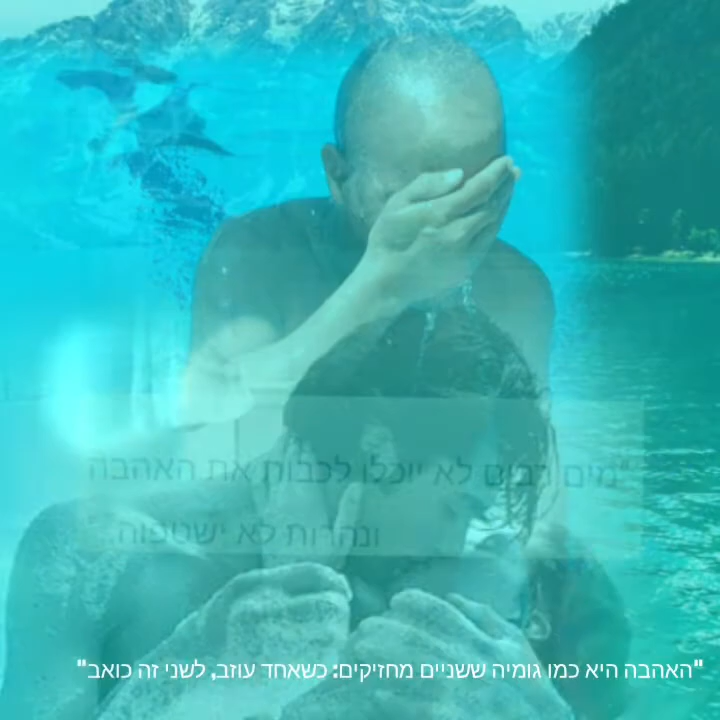 "מים רבים לא יוכלו לכבות את האהבה
ונהרות לא ישטפוה.
"האהבה היא כמו גומיה ששניים מחזיקים: כשאחד עוזב, לשני זה כואב"